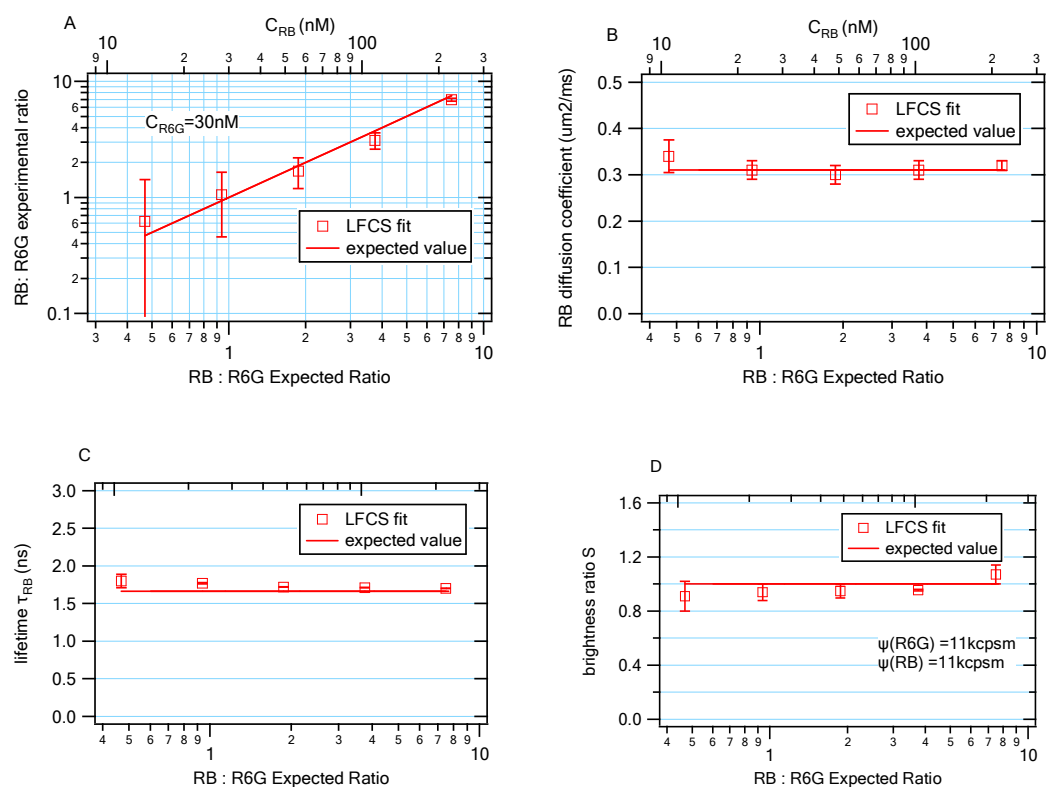 A
C_RB (nM)
9 10 2 3 4 5 6 7 8 9 100 2 3
RB: R6G experimental ratio
10
8
6
4
2
1
8
6
4
2
0.1
C_R6G=30nM
LFCS fit
expected value
3 4 5 6 7 8 9 1 2 3 4 5 6 7 8 9 10
RB : R6G Expected Ratio
B
C_RB (nM)
9 10 2 3 4 5 6 7 8 9 100 2 3
RB diffusion coefficient (um2/ms)
0.5
0.4
0.3
0.2
0.1
0.0
LFCS fit
expected value
4 5 6 7 8 9 1 2 3 4 5 6 7 8 9 10
RB : R6G Expected Ratio
C
lifetime τ_RB (ns)
3.0
2.5
2.0
1.5
1.0
0.5
0.0
LFCS fit
expected value
4 5 6 7 8 9 1 2 3 4 5 6 7 8 9 10
RB : R6G Expected Ratio
D
brightness ratio S
1.6
1.2
0.8
0.4
0.0
LFCS fit
expected value
ψ(R6G) =11kcpsm
ψ(RB) =11kcpsm
4 5 6 7 8 9 1 2 3 4 5 6 7 8 9 10
RB : R6G Expected Ratio